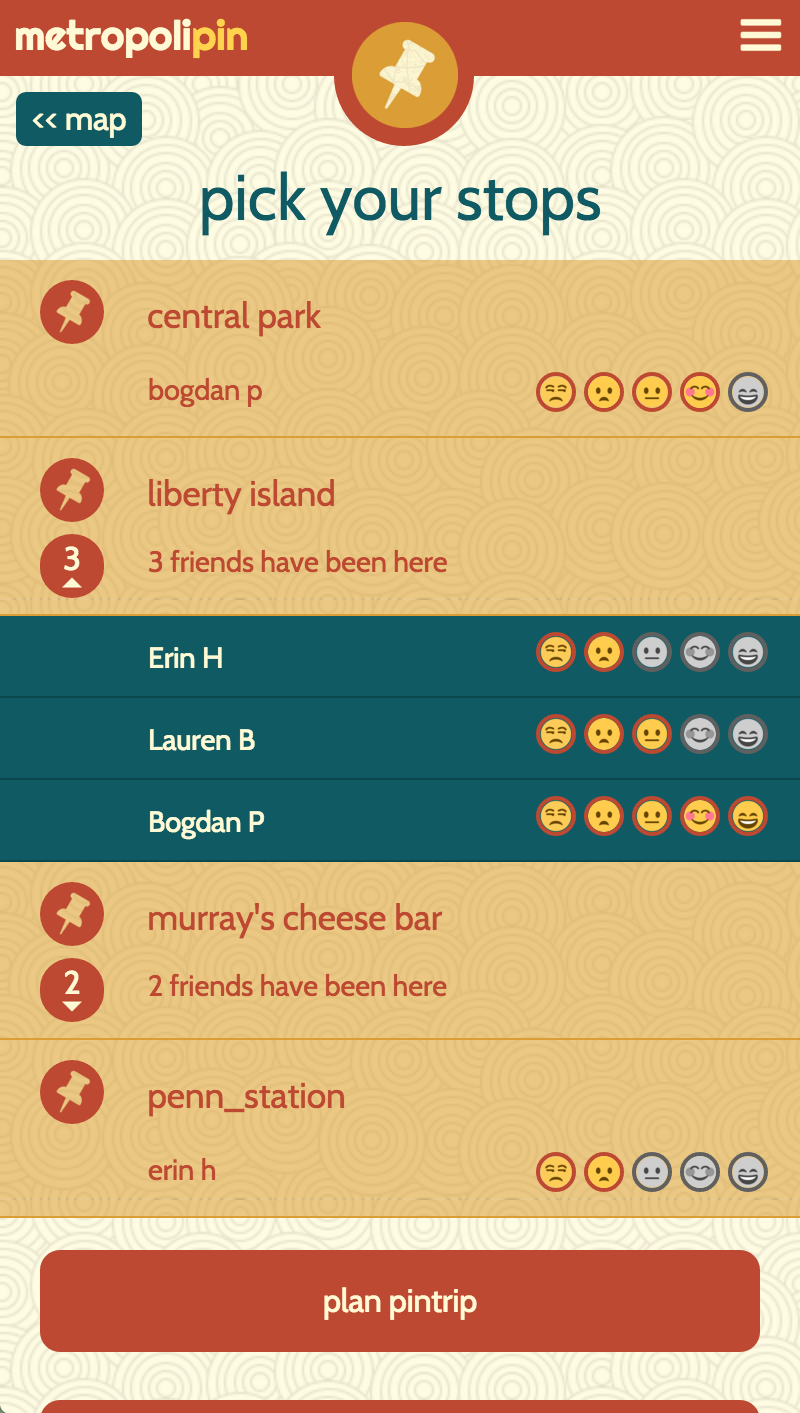 metropolipin
<< map
pick your stops
central park
bogdan p
liberty island
3
3 friends have been here
Erin H
Lauren B
Bogdan P
murray's cheese bar
2
2 friends have been here
penn_station
erin h
plan pintrip